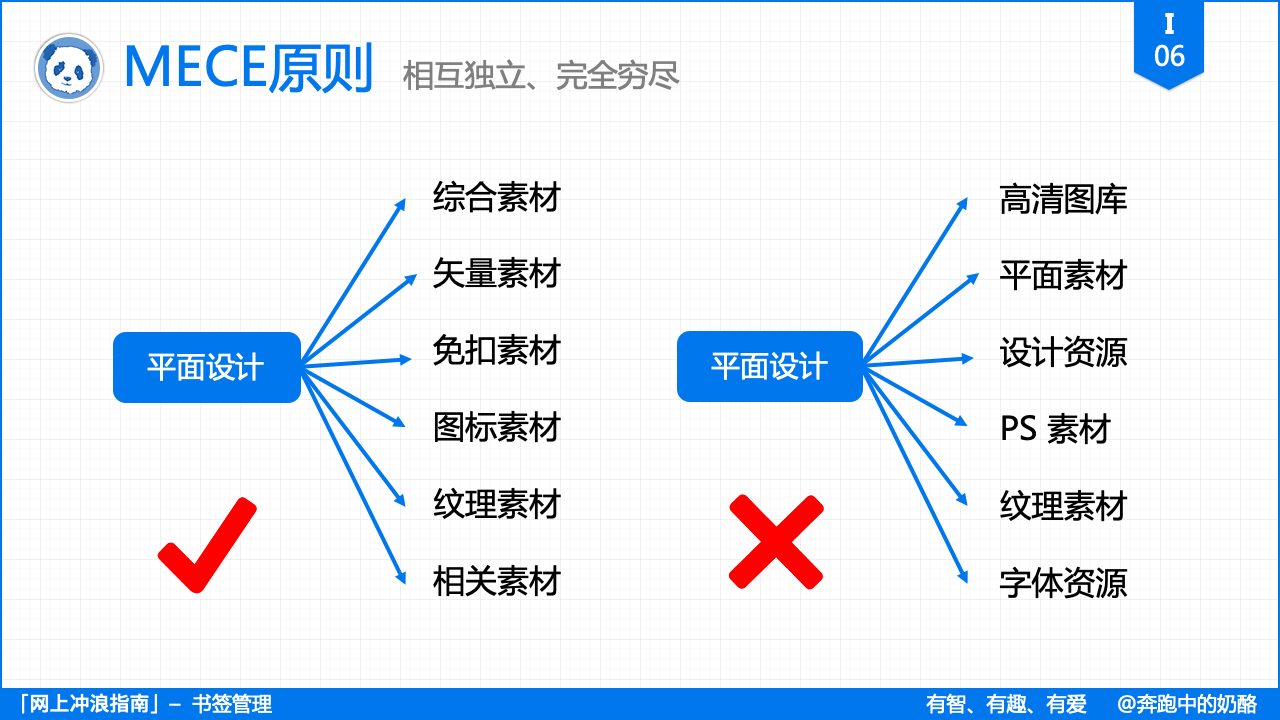 MECE原则 相互独立、完全穷尽
I
06
平面设计
综合素材
矢量素材
免扣素材
图标素材
纹理素材
相关素材
平面设计
高清图库
平面素材
设计资源
PS 素材
纹理素材
字体资源
「网上冲浪指南」– 书签管理
有智、有趣、有爱 @奔跑中的奶酪